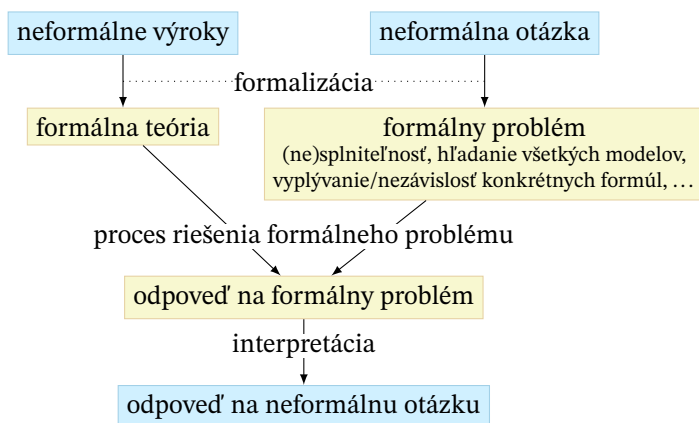 neformálne výroky
neformálna otázka
formalizácia
formálna teória
formálny problém
(ne)splniteľnosť, hľadanie všetkých modelov,
vyplývanie/nezávislosť konkrétnych formúl, …
proces riešenia formálneho problému
odpoveď na formálny problém
interpretácia
odpoveď na neformálnu otázku